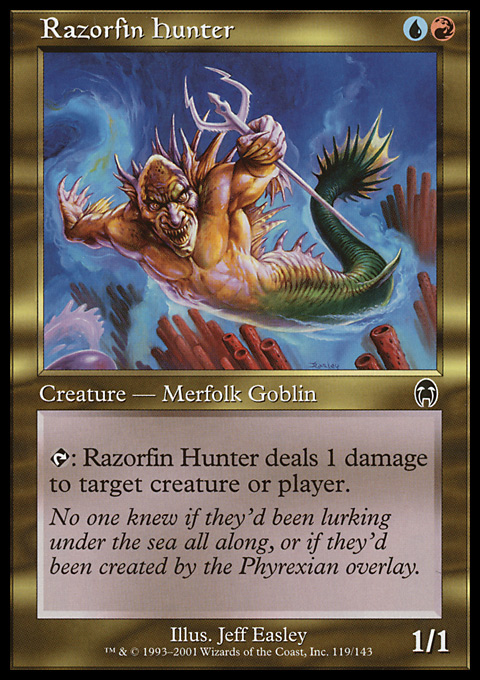 Razorfin Hunter
EASLEY
Creature — Merfolk Goblin
: Razorfin Hunter deals 1 damage
to target creature or player.
No one knew if they'd been lurking
under the sea all along, or if they'd
been created by the Phyrexian overlay.
Illus. Jeff Easley
1/1
™ & © 1993–2001 Wizards of the Coast, Inc. 119/143